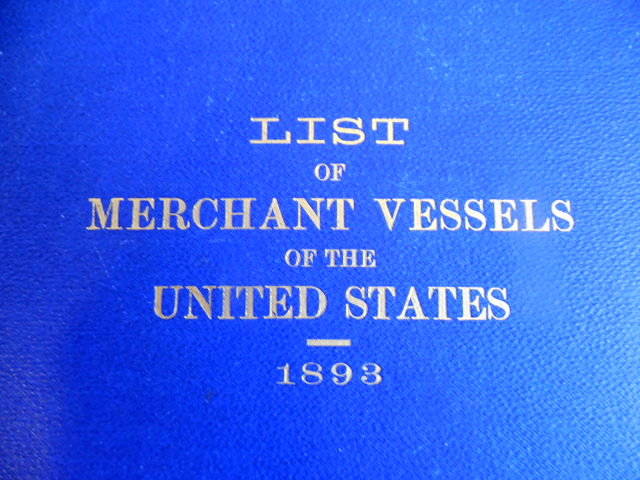 LIST
OF
MERCHANT VESSELS
OF THE
UNITED STATES
1893